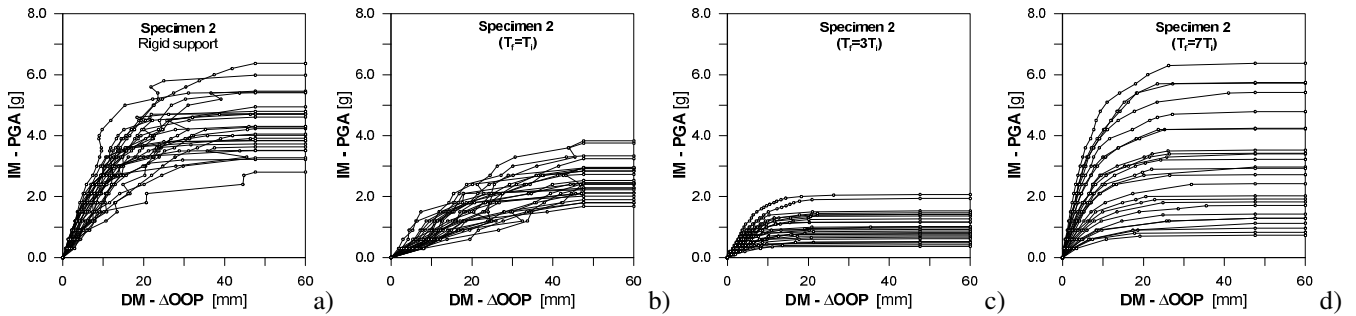 IM - PGA [g]
8.0
6.0
4.0
2.0
0.0
Specimen 2
Rigid support
0 20 40 60
DM - ΔOOP [mm]
a)
IM - PGA [g]
8.0
6.0
4.0
2.0
0.0
Specimen 2
(Tf=Ti)
0 20 40 60
DM - ΔOOP [mm]
b)
IM - PGA [g]
8.0
6.0
4.0
2.0
0.0
Specimen 2
(Tf=3Ti)
0 20 40 60
DM - ΔOOP [mm]
c)
IM - PGA [g]
8.0
6.0
4.0
2.0
0.0
Specimen 2
(Tf=7Ti)
0 20 40 60
DM - ΔOOP [mm]
d)